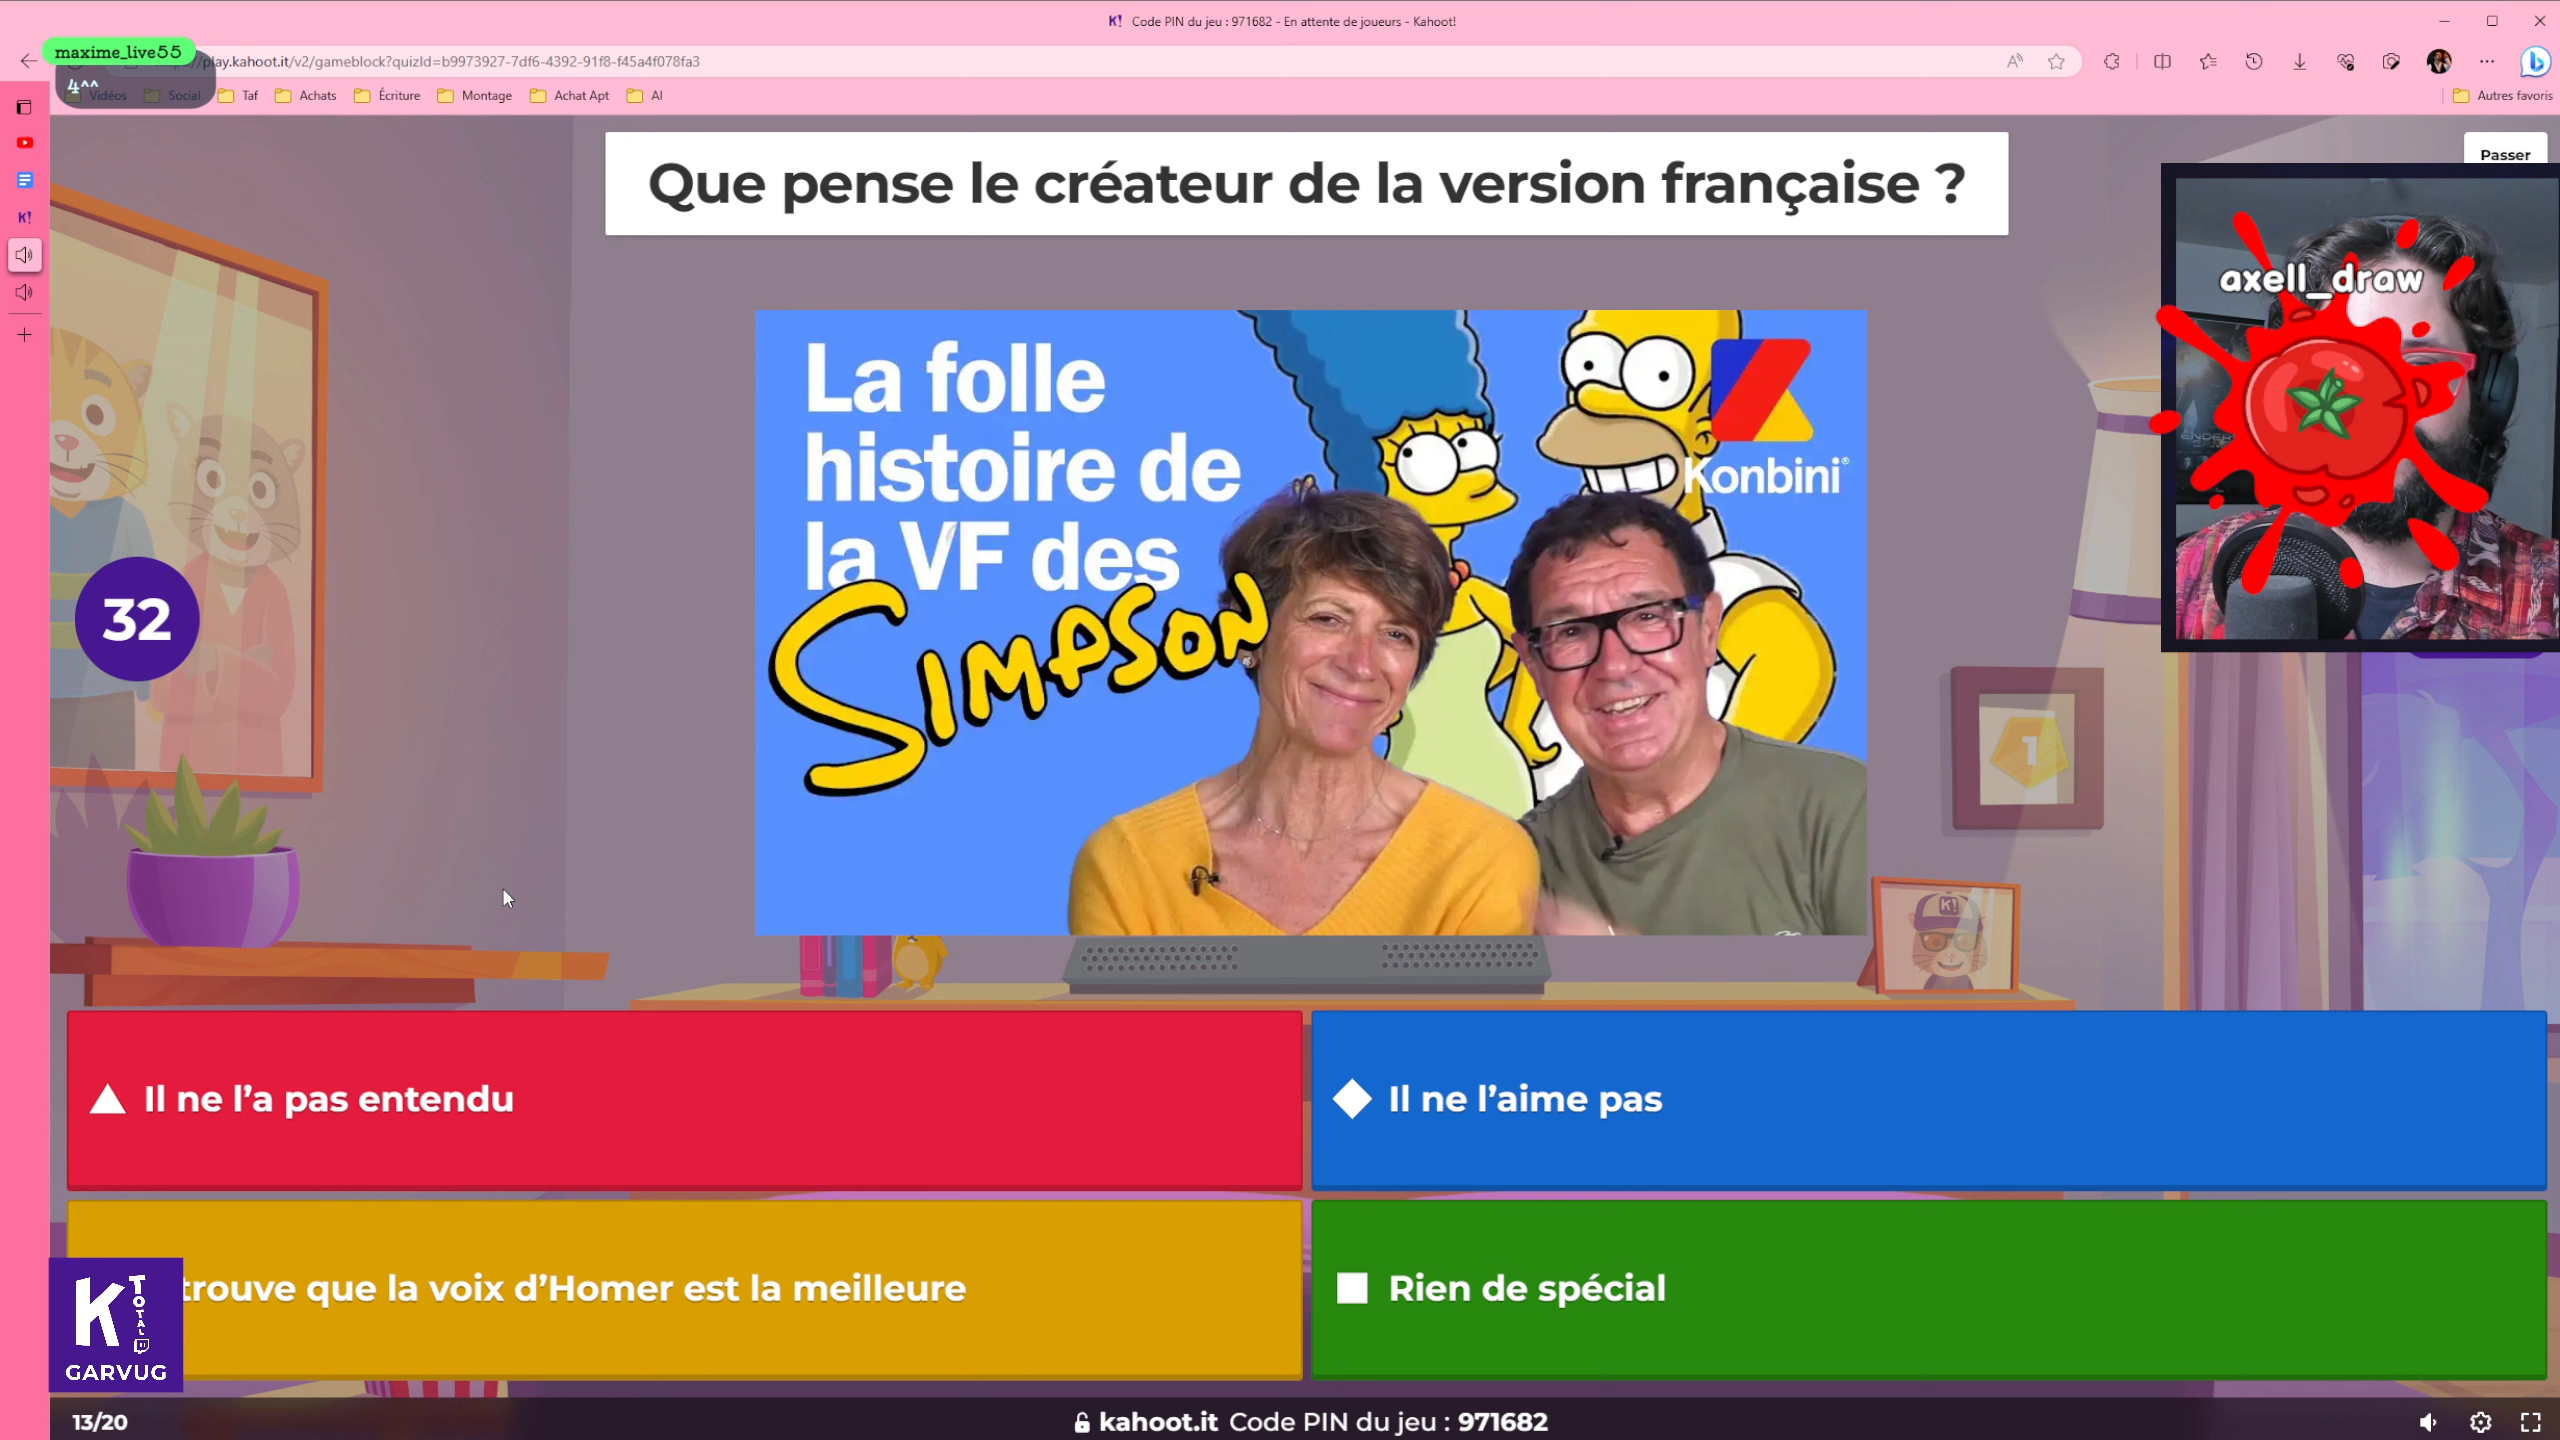 Code PIN du jeu : 971682 - En attente de joueurs - Kahoot!
maxime_live55
4^^
play.kahoot.it/v2/gameblock?quizId=b9973927-7df6-4392-91f8-f45a4f078fa3
Vidéos
Social
Taf
Achats
Écriture
Montage
Achat Apt
AI
Autres favoris
Que pense le créateur de la version française ?
Passer
axell_draw
La folle
histoire de
la VF des
SIMPSON
Konbini
32
1
Il ne l'a pas entendu
Il ne l'aime pas
trouve que la voix d'Homer est la meilleure
Rien de spécial
K TOTAL
GARVUG
13/20
kahoot.it Code PIN du jeu : 971682